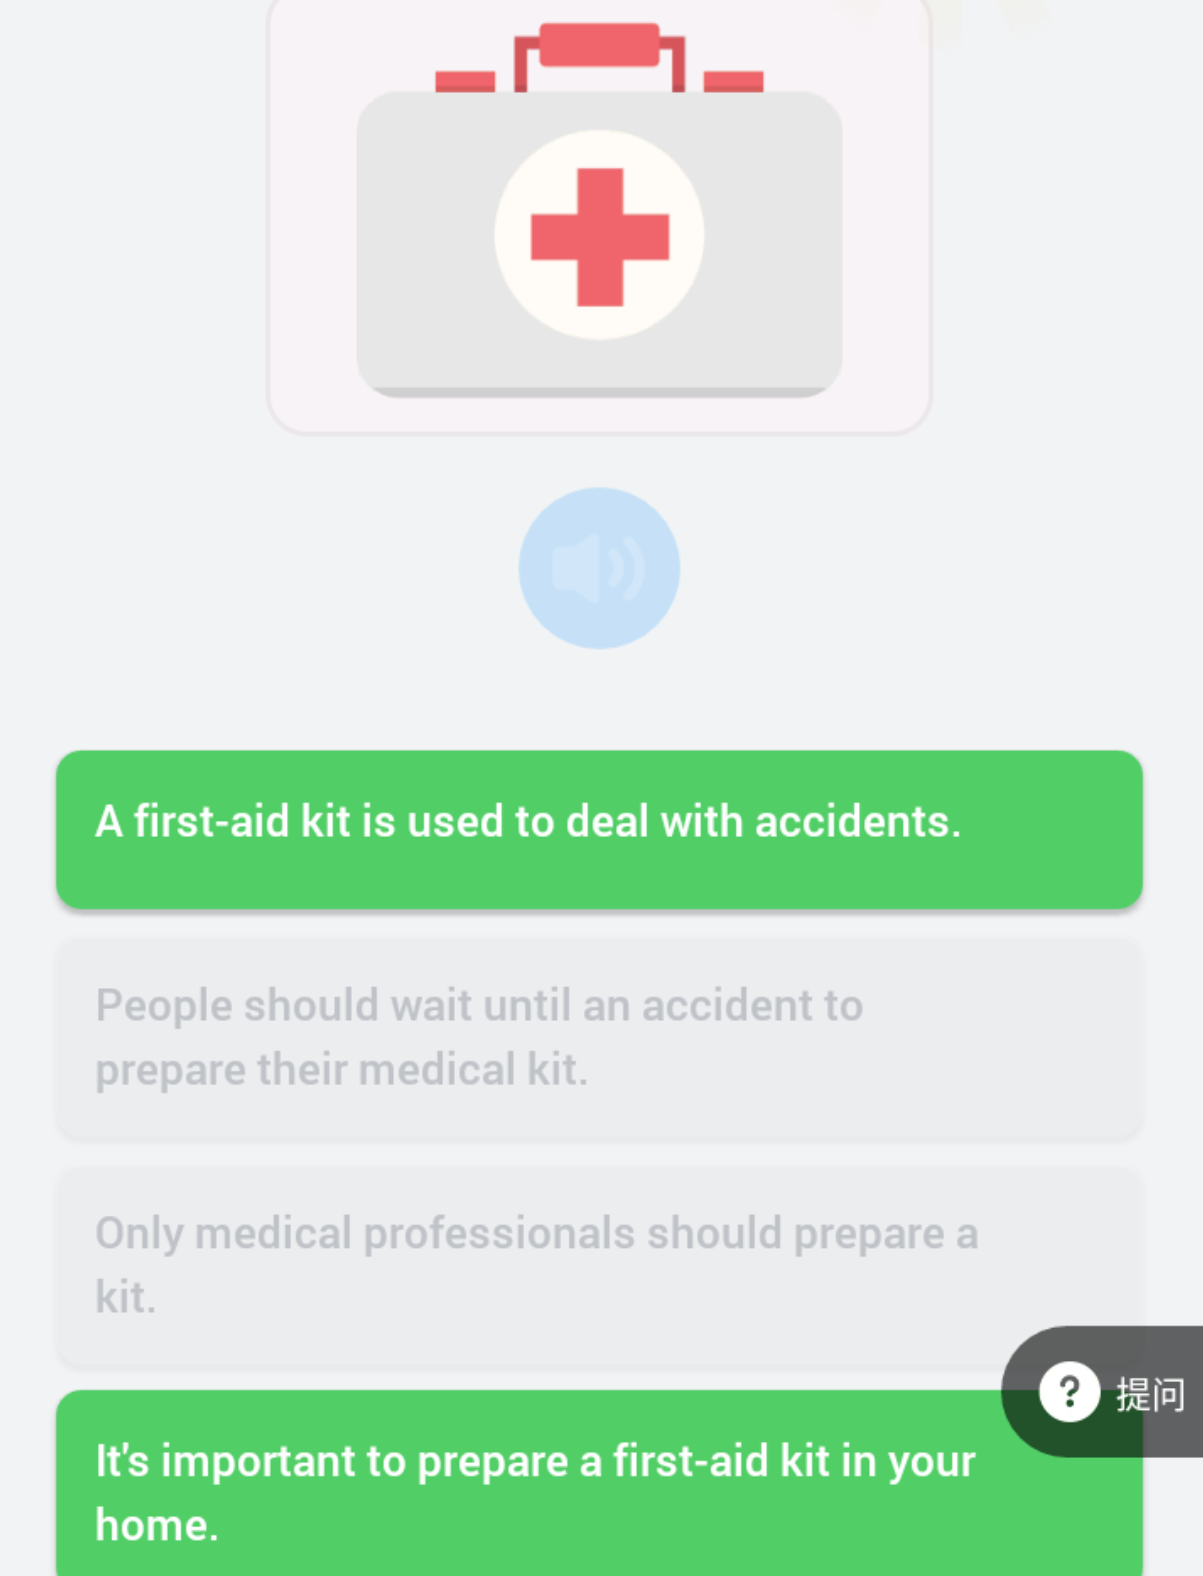 A first-aid kit is used to deal with accidents.
People should wait until an accident to
prepare their medical kit.
Only medical professionals should prepare a
kit.
? 提问
It's important to prepare a first-aid kit in your
home.